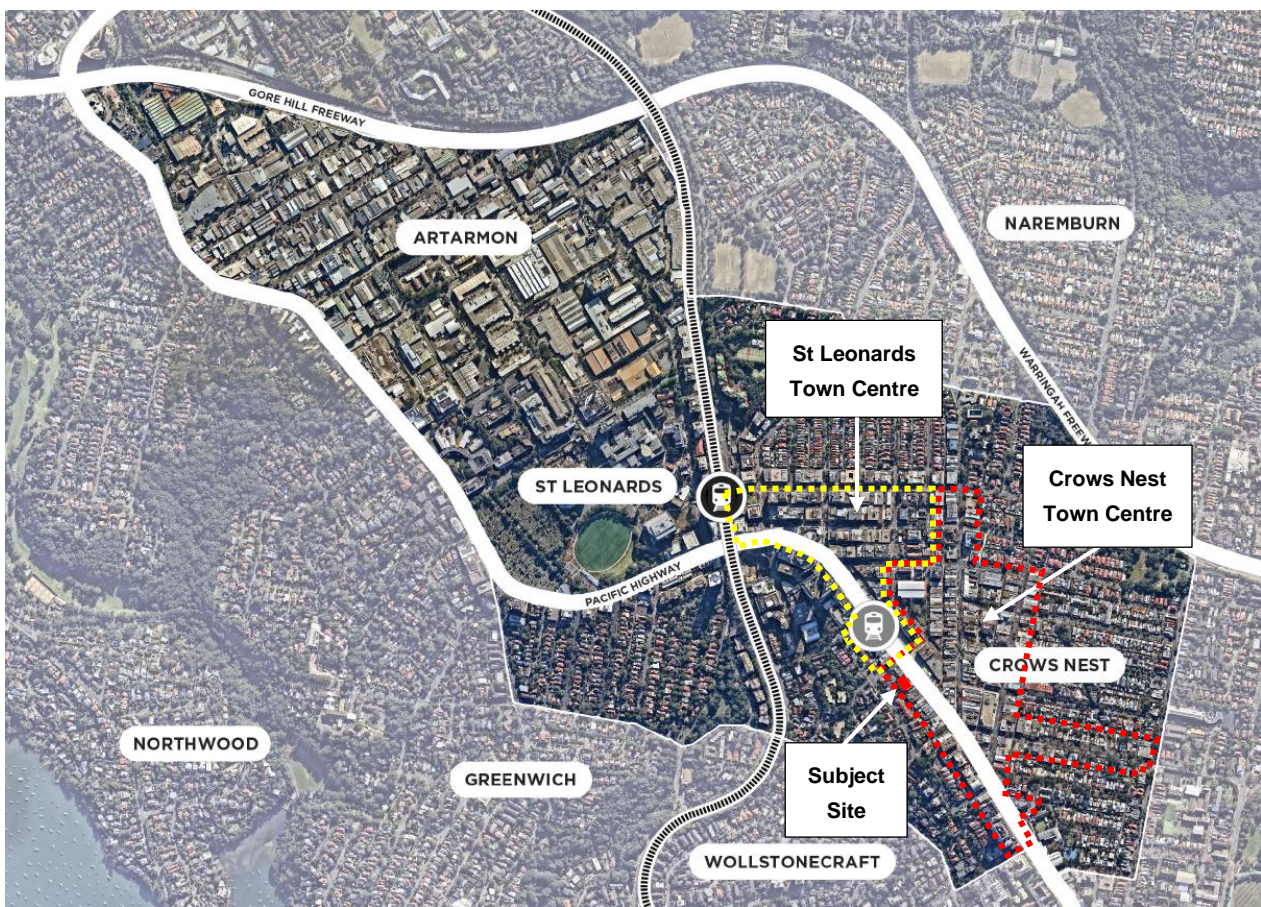 GORE HILL FREEWAY
ARTARMON
NAREMBURN
St Leonards
Town Centre
WARRINGAH FREEWAY
Crows Nest
Town Centre
ST LEONARDS
PACIFIC HIGHWAY
CROWS NEST
NORTHWOOD
GREENWICH
Subject
Site
WOLLSTONECRAFT